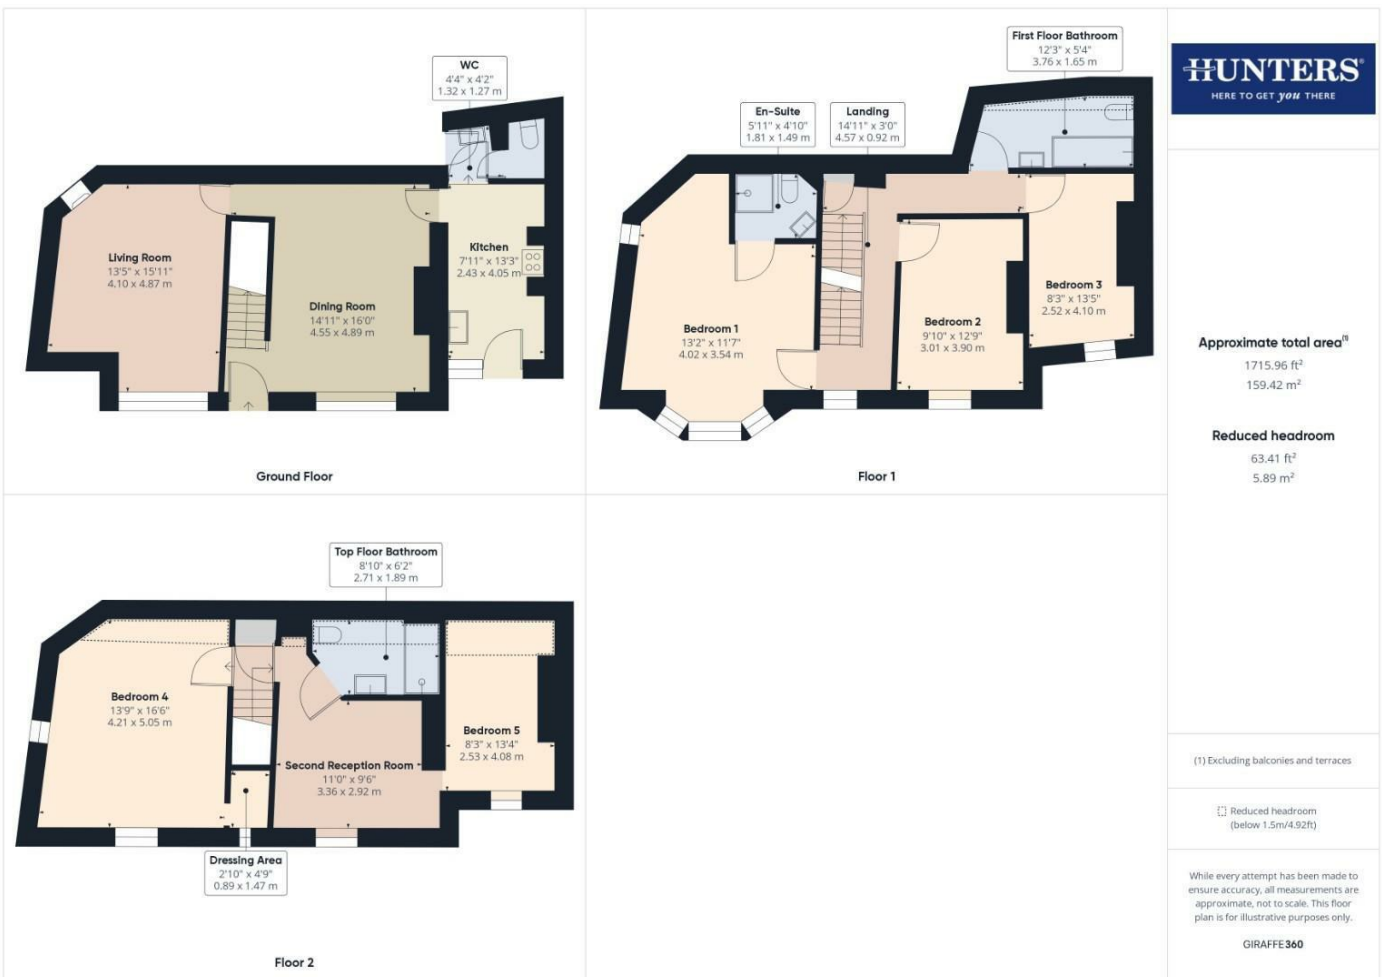 WC
4'4" x 4'2"
1.32 x 1.27 m
Living Room
13'5" x 15'11"
4.10 x 4.87 m
Dining Room
14'11" x 16'0"
4.55 x 4.89 m
Kitchen
7'11" x 13'3"
2.43 x 4.05 m
Ground Floor
First Floor Bathroom
12'3" x 5'4"
3.76 x 1.65 m
En-Suite
5'11" x 4'10"
1.81 x 1.49 m
Landing
14'11" x 3'0"
4.57 x 0.92 m
Bedroom 1
13'2" x 11'7"
4.02 x 3.54 m
Bedroom 2
9'10" x 12'9"
3.01 x 3.90 m
Bedroom 3
8'3" x 13'5"
2.52 x 4.10 m
Floor 1
Top Floor Bathroom
8'10" x 6'2"
2.71 x 1.89 m
Bedroom 4
13'9" x 16'6"
4.21 x 5.05 m
Second Reception Room
11'0" x 9'6"
3.36 x 2.92 m
Bedroom 5
8'3" x 13'4"
2.53 x 4.08 m
Dressing Area
2'10" x 4'9"
0.89 x 1.47 m
Floor 2
HUNTERS®
HERE TO GET you THERE
Approximate total area(1)
1715.96 ft²
159.42 m²
Reduced headroom
63.41 ft²
5.89 m²
(1) Excluding balconies and terraces
Reduced headroom
(below 1.5m/4.92ft)
While every attempt has been made to
ensure accuracy, all measurements are
approximate, not to scale. This floor
plan is for illustrative purposes only.
GIRAFFE360